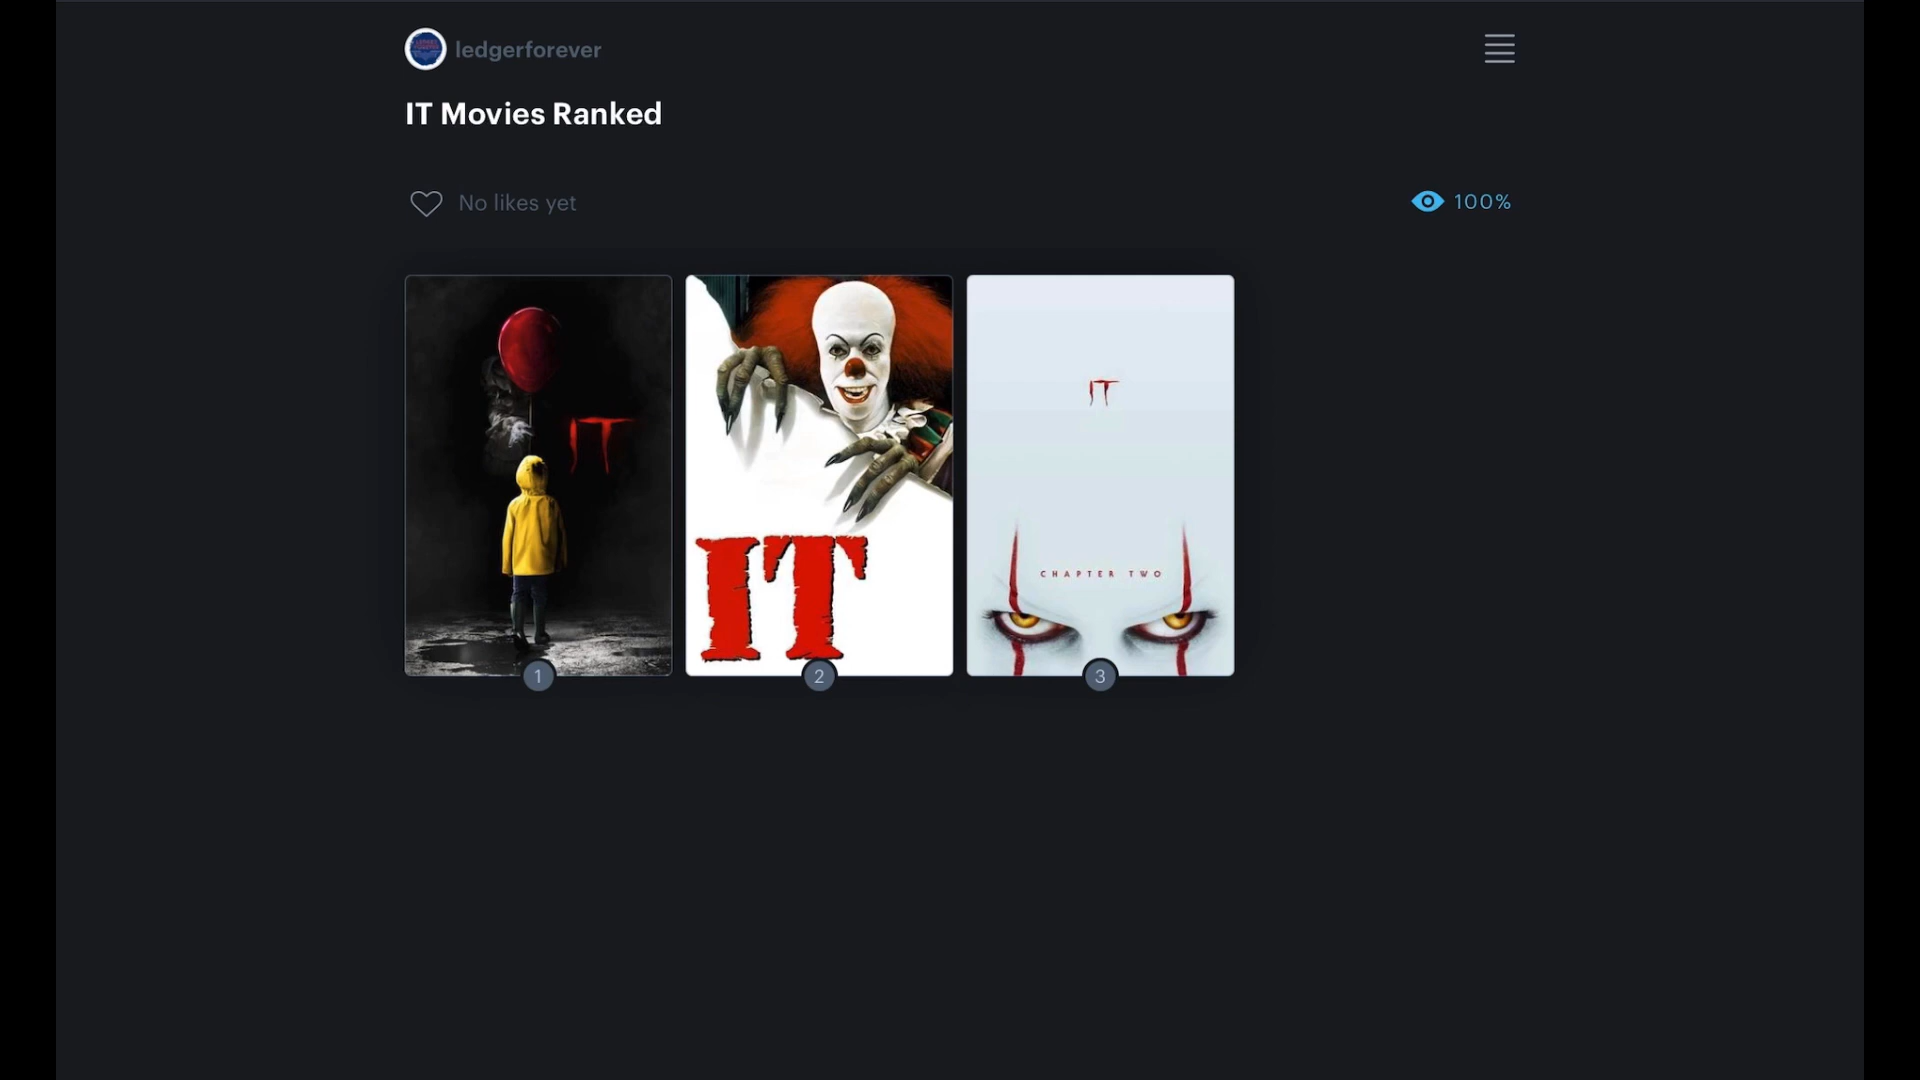 ledgerforever
IT Movies Ranked
No likes yet
100%
IT
IT
IT
CHAPTER TWO
1
2
3